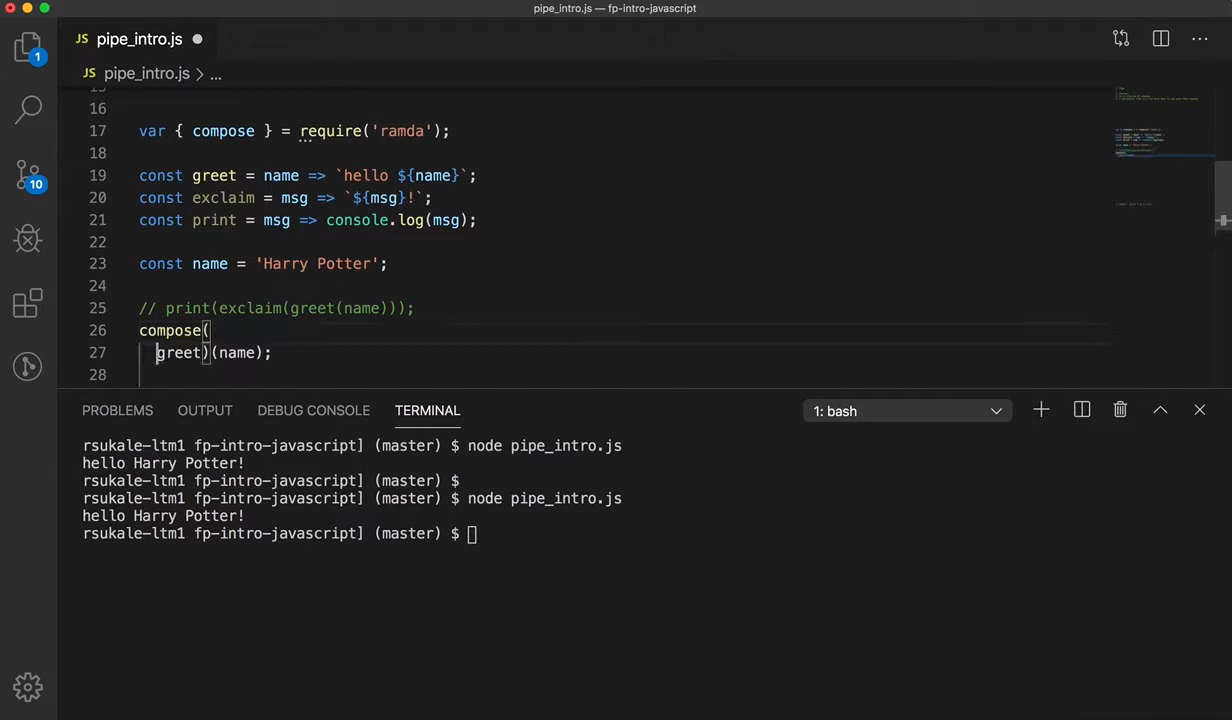 pipe_intro.js — fp-intro-javascript
JS pipe_intro.js
JS pipe_intro.js > ...
1
10
15
16
17 var { compose } = require('ramda');
18
19 const greet = name => `hello ${name}`;
20 const exclaim = msg => `${msg}!`;
21 const print = msg => console.log(msg);
22
23 const name = 'Harry Potter';
24
25 // print(exclaim(greet(name)));
26 compose(
27 greet)(name);
28
PROBLEMS OUTPUT DEBUG CONSOLE TERMINAL 1: bash
rsukale-ltm1 fp-intro-javascript] (master) $ node pipe_intro.js
hello Harry Potter!
rsukale-ltm1 fp-intro-javascript] (master) $
rsukale-ltm1 fp-intro-javascript] (master) $ node pipe_intro.js
hello Harry Potter!
rsukale-ltm1 fp-intro-javascript] (master) $